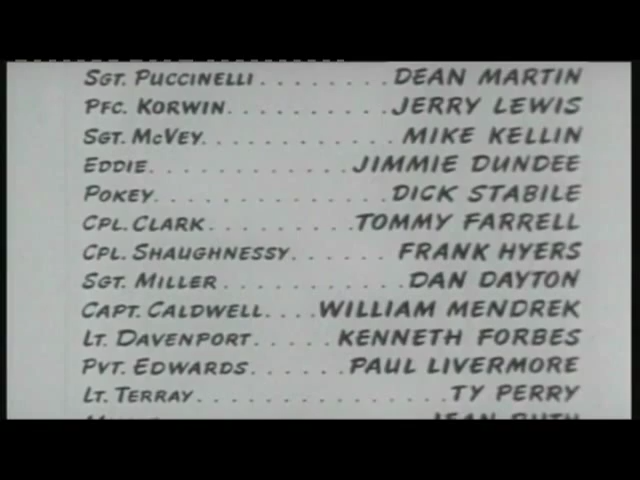 Sgt. Puccinelli . . . . . . . . . DEAN MARTIN
Pfc. Korwin. . . . . . . . . . . JERRY LEWIS
Sgt. McVey. . . . . . . . . . . . MIKE KELLIN
Eddie. . . . . . . . . . . . . . JIMMIE DUNDEE
Pokey. . . . . . . . . . . . . . . DICK STABILE
Cpl. Clark. . . . . . . . . . TOMMY FARRELL
Cpl. Shaughnessy. . . . . . FRANK HYERS
Sgt. Miller . . . . . . . . . . . DAN DAYTON
Capt. Caldwell. . . . WILLIAM MENDREK
Lt. Davenport. . . . . KENNETH FORBES
Pvt. Edwards. . . . . . PAUL LIVERMORE
Lt. Terray. . . . . . . . . . . . . . . TY PERRY